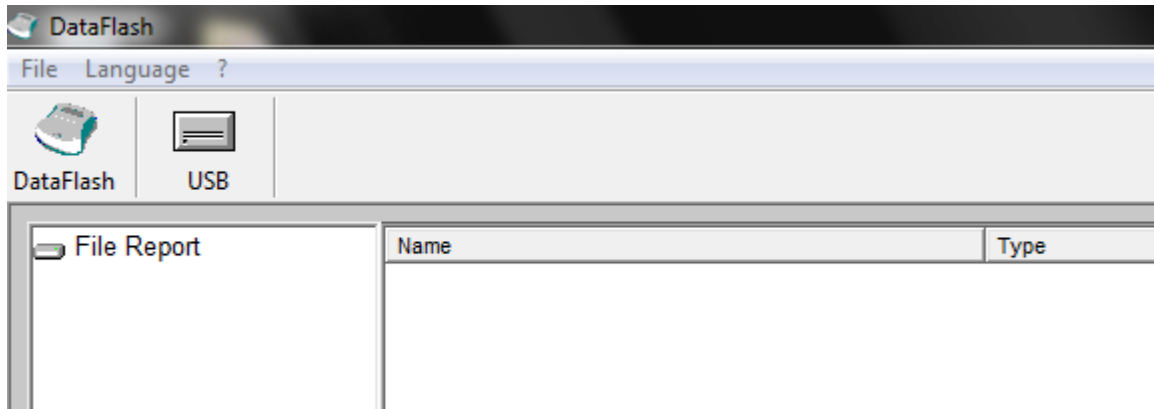 DataFlash
File Language ?
DataFlash USB
File Report Name Type